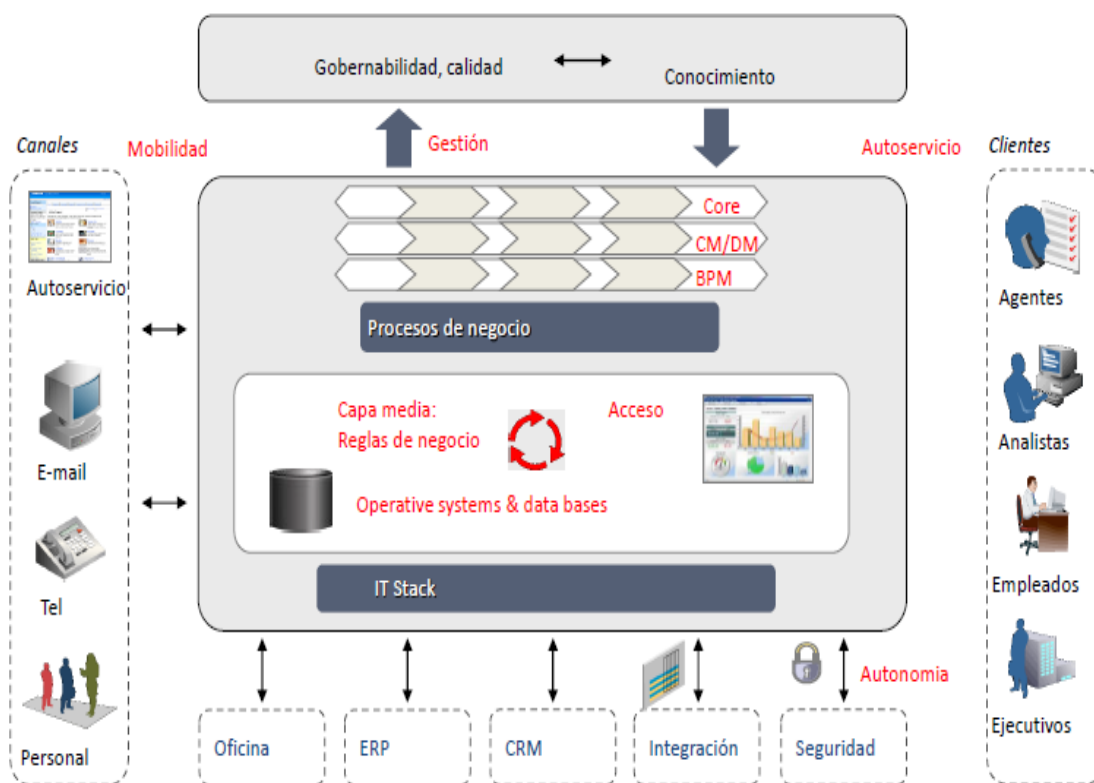 Gobernabilidad, calidad
Conocimiento
Canales
Mobilidad
Gestión
Autoservicio
Clientes
Core
CM/DM
BPM
Procesos de negocio
Autoservicio
E-mail
Tel
Personal
Capa media:
Reglas de negocio
Acceso
Operative systems & data bases
IT Stack
Agentes
Analistas
Empleados
Ejecutivos
Autonomia
Oficina
ERP
CRM
Integración
Seguridad